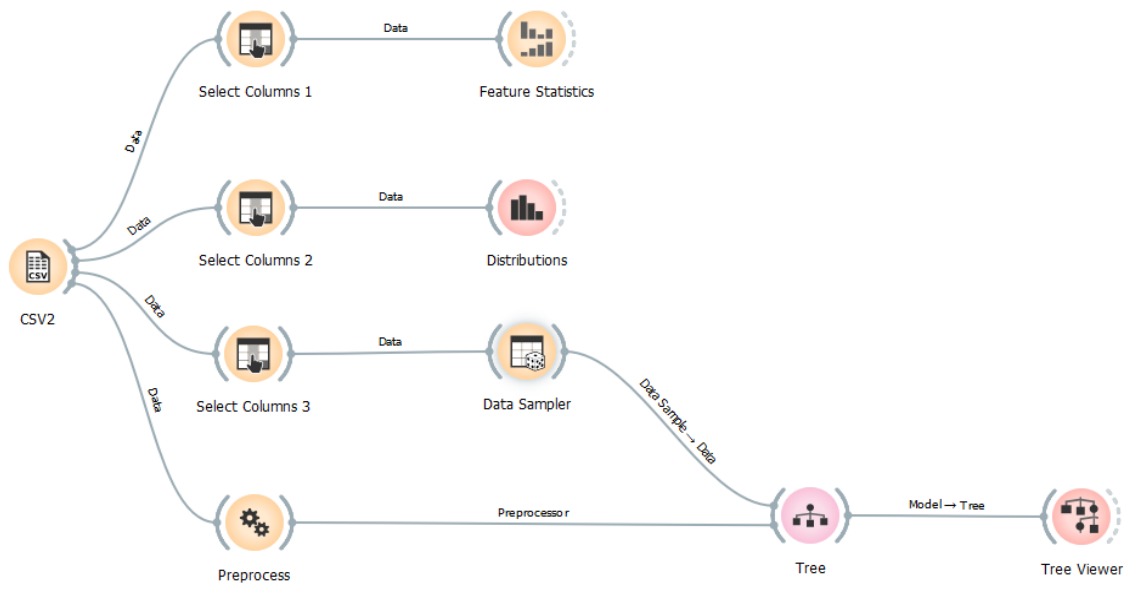 Data
Select Columns 1
Feature Statistics
Data
Data
Data
Select Columns 2
Distributions
CSV
CSV2
Data
Data
Select Columns 3
Data Sampler
Data
Data Sample → Data
Preprocessor
Model → Tree
Preprocess
Tree
Tree Viewer